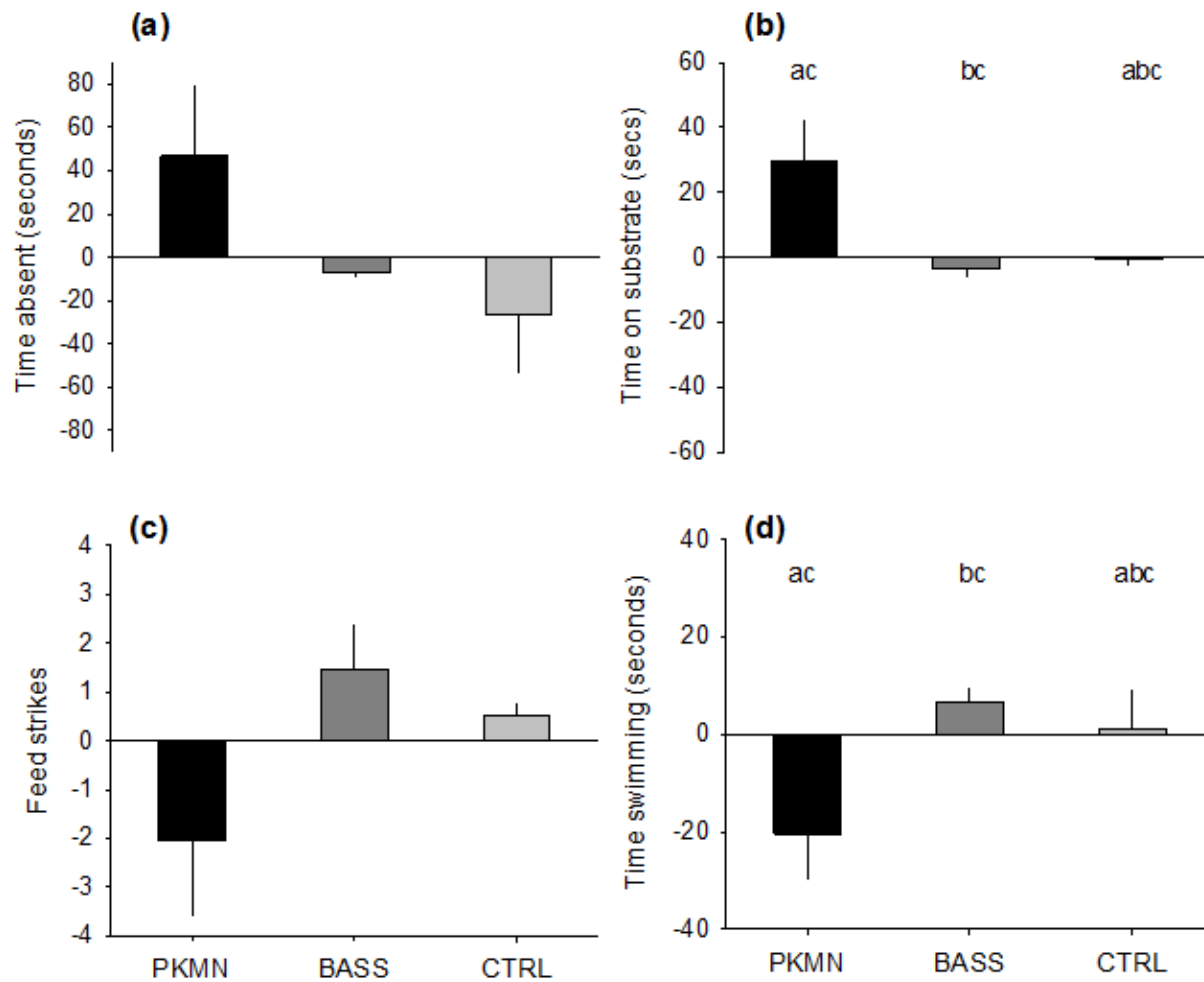 (a)
Time absent (seconds)
80
60
40
20
0
-20
-40
-60
-80
(b)
Time on substrate (secs)
60
40
20
0
-20
-40
-60
ac bc abc
(c)
Feed strikes
4
3
2
1
0
-1
-2
-3
-4
PKMN BASS CTRL
(d)
Time swimming (seconds)
40
20
0
-20
-40
ac bc abc
PKMN BASS CTRL